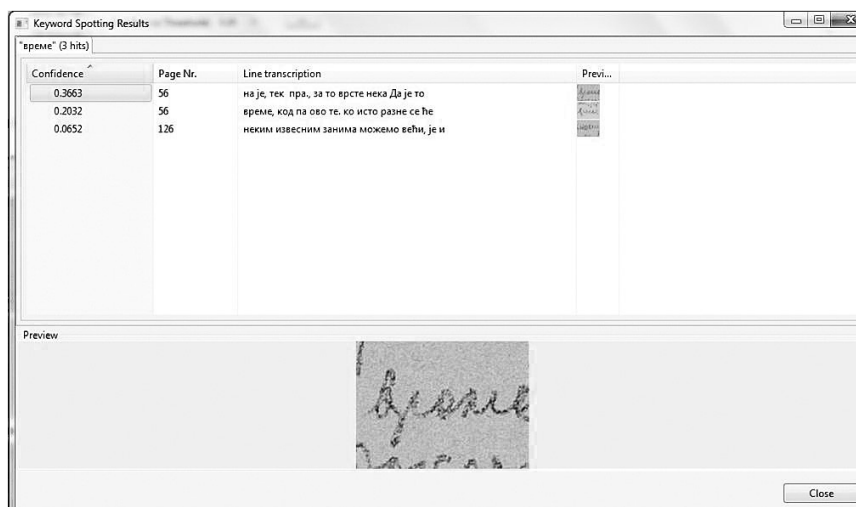 Keyword Spotting Results
"време" (3 hits)
Confidence Page Nr. Line transcription Previ...
0.3663 56 на је, тек пра., за то врсте нека Да је то
0.2032 56 време, код па ово те. ко исто разне се ће
0.0652 126 неким извесним занима можемо већи, је и
Preview
време
Close